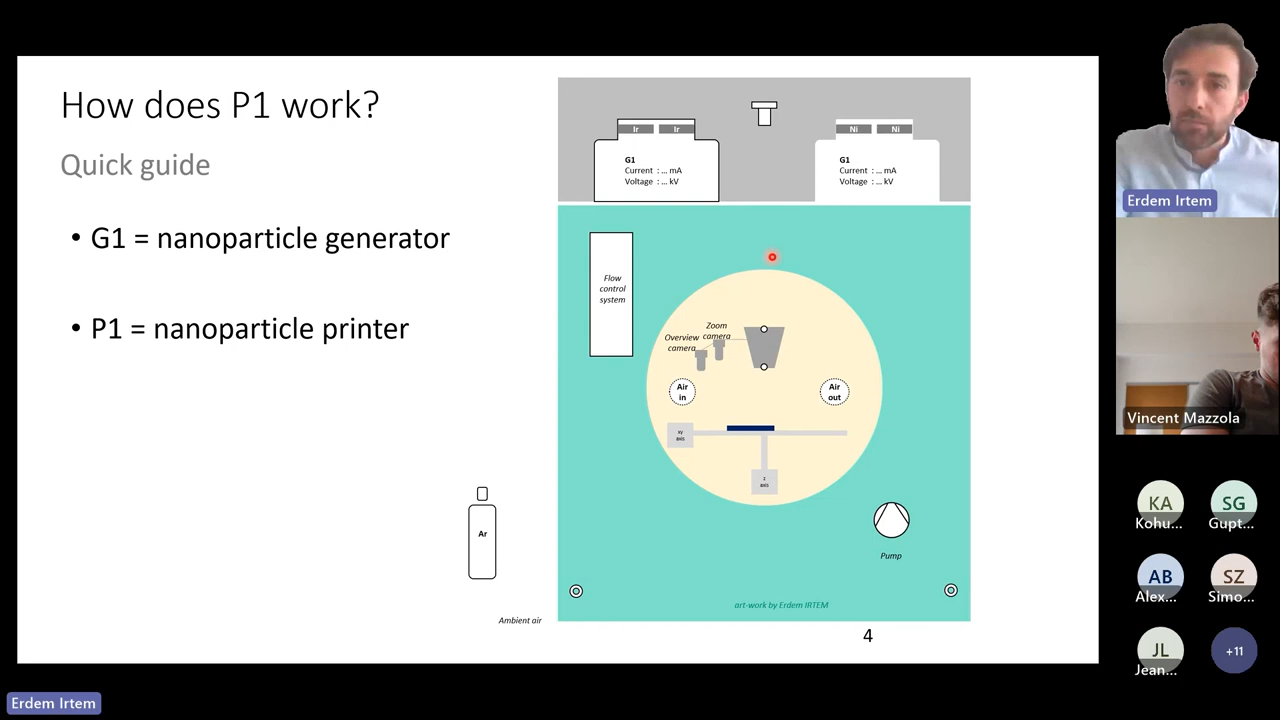 How does P1 work?
Quick guide
• G1 = nanoparticle generator
• P1 = nanoparticle printer
Ir Ir
G1
Current : ... mA
Voltage : ... kV
Ni Ni
G1
Current : ... mA
Voltage : ... kV
Flow
control
system
Zoom
camera
Overview
camera
Air
in
Air
out
xy
axis
z
axis
Pump
Ar
Ambient air
art-work by Erdem IRTEM
4
Erdem Irtem
Vincent Mazzola
KA
Kohu...
SG
Gupt...
AB
Alex...
SZ
Simo...
JL
Jean...
+11
Erdem Irtem